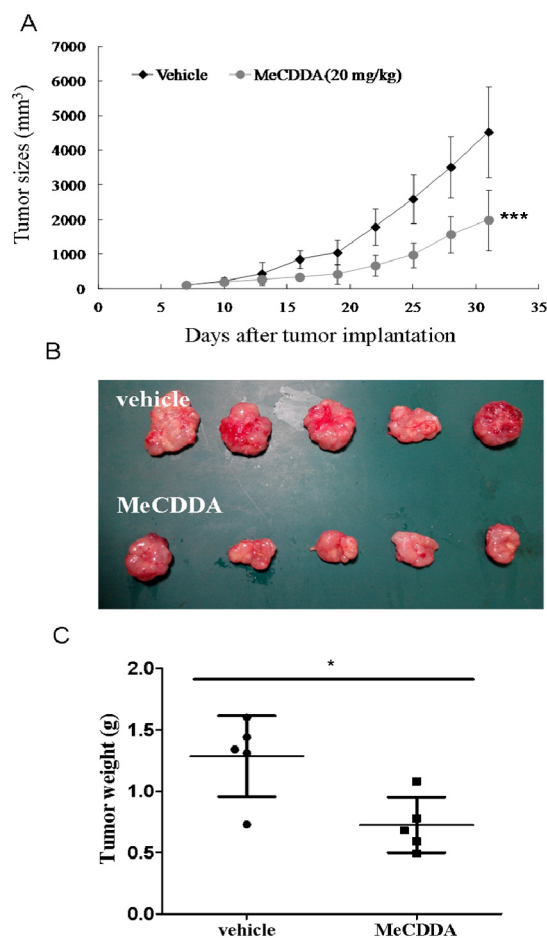 A
Tumor sizes (mm³)
7000
6000
5000
4000
3000
2000
1000
0
Vehicle
MeCDDA(20 mg/kg)
***
0 5 10 15 20 25 30 35
Days after tumor implantation
B
vehicle
MeCDDA
C
Tumor weight (g)
2.0
1.5
1.0
0.5
0.0
*
vehicle MeCDDA